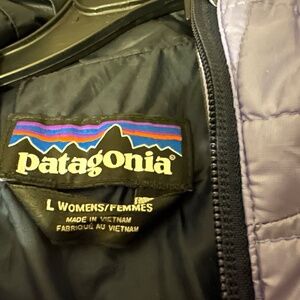 patagonia®
L WOMENS/FEMMES
MADE IN VIETNAM
FABRIQUÉ AU VIETNAM